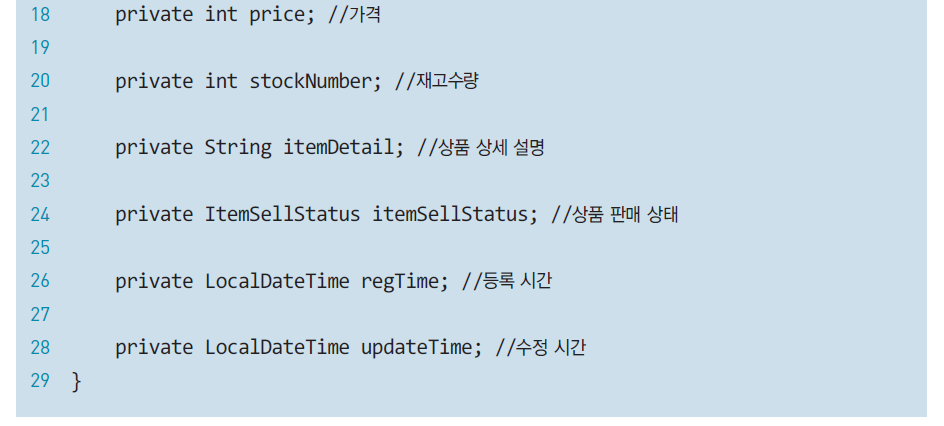 18 private int price; //가격
19
20 private int stockNumber; //재고수량
21
22 private String itemDetail; //상품 상세 설명
23
24 private ItemSellStatus itemSellStatus; //상품 판매 상태
25
26 private LocalDateTime regTime; //등록 시간
27
28 private LocalDateTime updateTime; //수정 시간
29 }